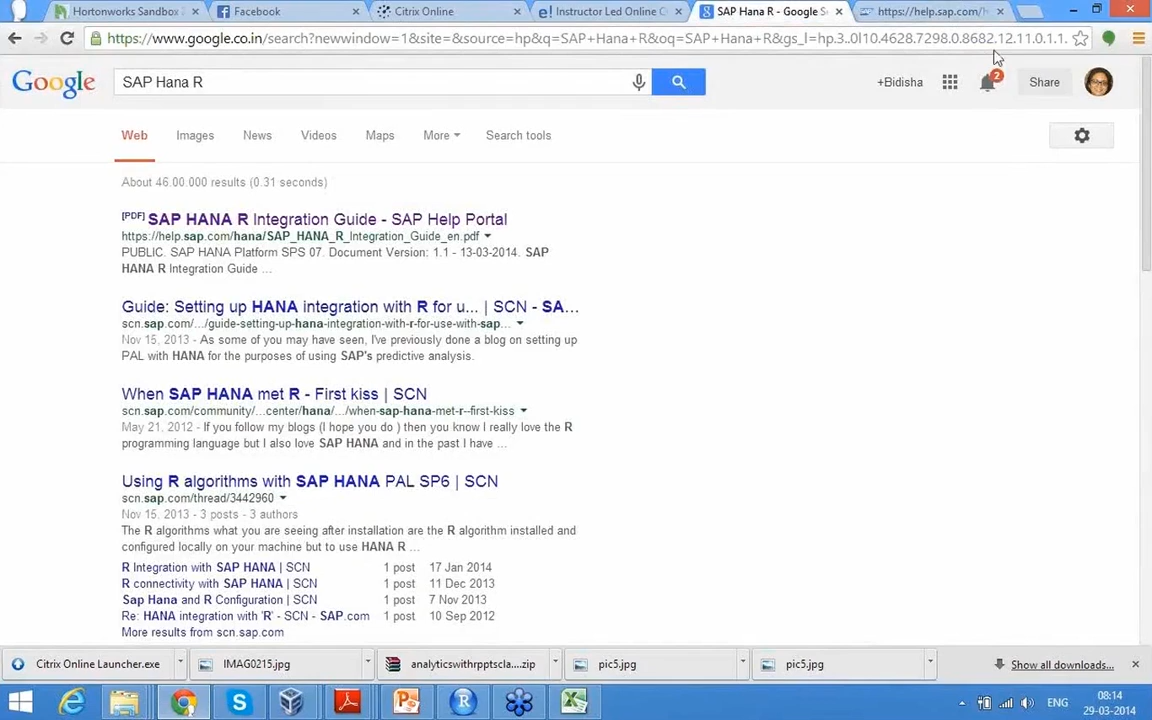 Hortonworks Sandbox
Facebook
Citrix Online
Instructor Led Online C
SAP Hana R - Google S
https://help.sap.com/h
https://www.google.co.in/search?newwindow=1&site=&source=hp&q=SAP+Hana+R&oq=SAP+Hana+R&gs_l=hp.3..0l10.4628.7298.0.8682.12.11.0.1.1.
Google
SAP Hana R
+Bidisha
2
Share
Web
Images
News
Videos
Maps
More
Search tools
About 46,00,000 results (0.31 seconds)
[PDF] SAP HANA R Integration Guide - SAP Help Portal
https://help.sap.com/hana/SAP_HANA_R_Integration_Guide_en.pdf
PUBLIC. SAP HANA Platform SPS 07. Document Version: 1.1 - 13-03-2014. SAP
HANA R Integration Guide ...
Guide: Setting up HANA integration with R for u... | SCN - SA...
scn.sap.com/.../guide-setting-up-hana-integration-with-r-for-use-with-sap...
Nov 15, 2013 - As some of you may have seen, I've previously done a blog on setting up
PAL with HANA for the purposes of using SAP's predictive analysis.
When SAP HANA met R - First kiss | SCN
scn.sap.com/community/...center/hana/.../when-sap-hana-met-r--first-kiss
May 21, 2012 - If you follow my blogs (I hope you do ) then you know I really love the R
programming language but I also love SAP HANA and in the past I have ...
Using R algorithms with SAP HANA PAL SP6 | SCN
scn.sap.com/thread/3442960
Nov 15, 2013 - 3 posts - 3 authors
The R algorithms what you are seeing after installation are the R algorithm installed and
configured locally on your machine but to use HANA R ...
R Integration with SAP HANA | SCN 1 post 17 Jan 2014
R connectivity with SAP HANA | SCN 1 post 11 Dec 2013
Sap Hana and R Configuration | SCN 1 post 7 Nov 2013
Re: HANA integration with 'R' - SCN - SAP.com 1 post 10 Sep 2012
More results from scn.sap.com
Citrix Online Launcher.exe
IMAG0215.jpg
analyticswithrpptscla....zip
pic5.jpg
pic5.jpg
Show all downloads...
ENG
08:14
29-03-2014